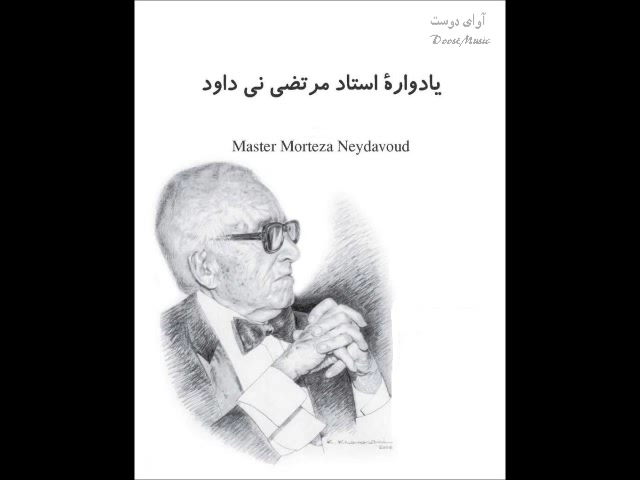 آوای دوست
DoostMusic
یادوارهٔ استاد مرتضی نی داود
Master Morteza Neydavoud